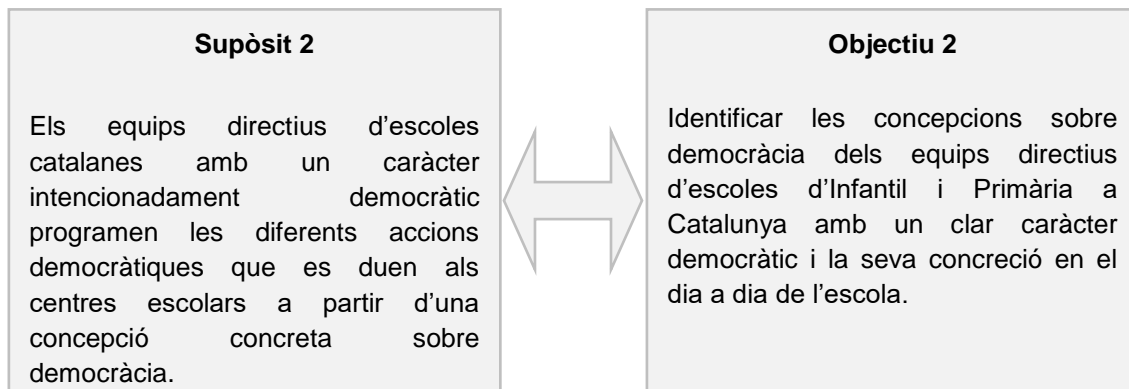 Supòsit 2
Els equips directius d'escoles
catalanes amb un caràcter
intencionadament democràtic
programen les diferents accions
democràtiques que es duen als
centres escolars a partir d'una
concepció concreta sobre
democràcia.
Objectiu 2
Identificar les concepcions sobre
democràcia dels equips directius
d'escoles d'Infantil i Primària a
Catalunya amb un clar caràcter
democràtic i la seva concreció en el
dia a dia de l'escola.